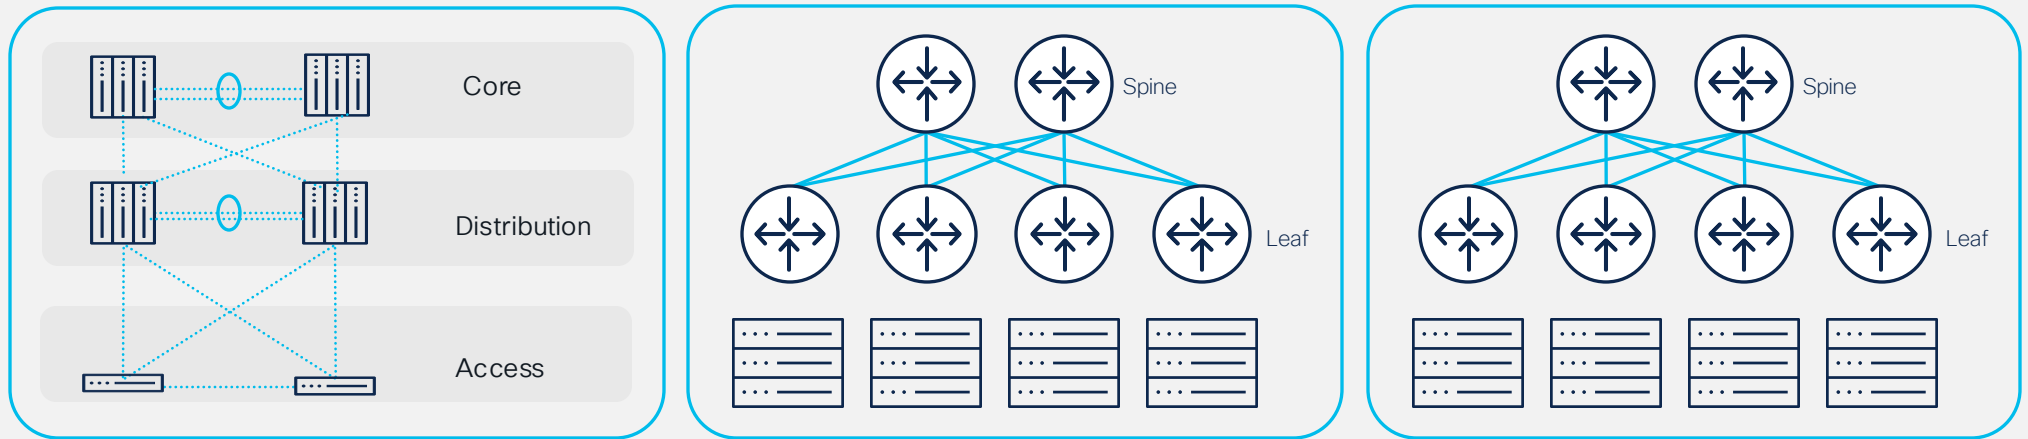 Core
Distribution
Access
Spine
Leaf
Spine
Leaf